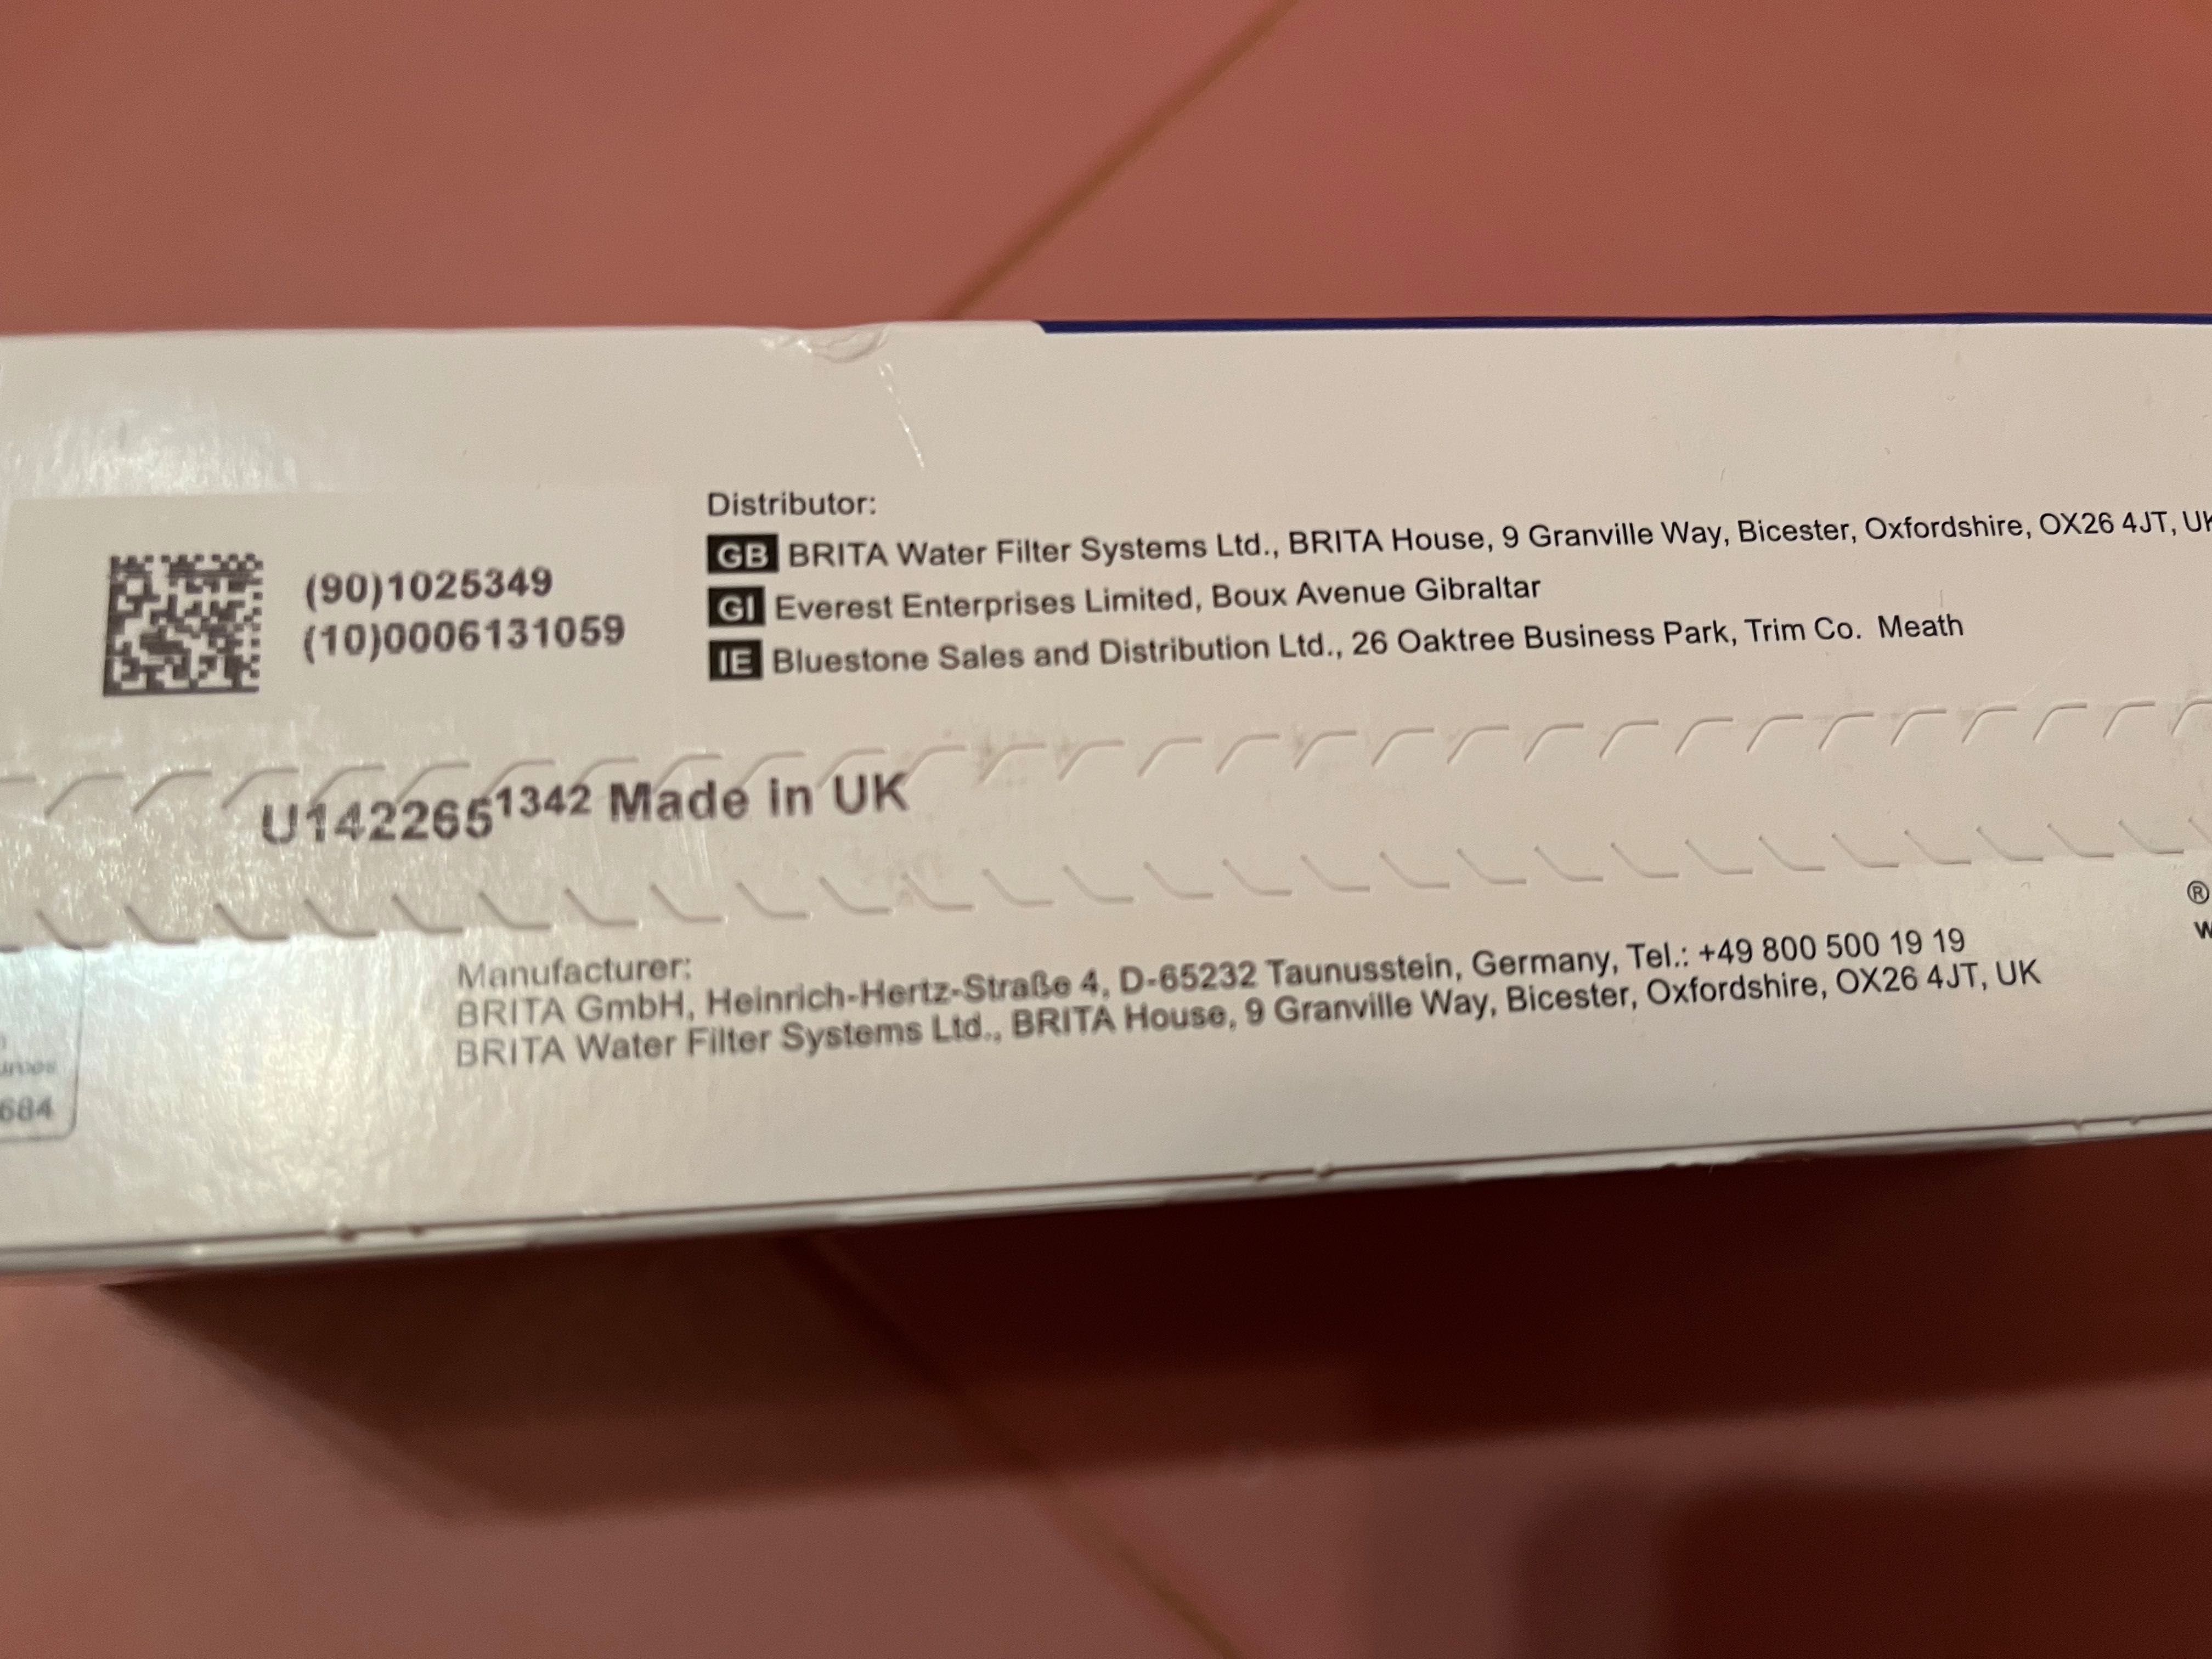 Distributor:
GB BRITA Water Filter Systems Ltd., BRITA House, 9 Granville Way, Bicester, Oxfordshire, OX26 4JT, UK
GI Everest Enterprises Limited, Boux Avenue Gibraltar
IE Bluestone Sales and Distribution Ltd., 26 Oaktree Business Park, Trim Co. Meath
(90)1025349
(10)0006131059
U142265 1342 Made in UK
Manufacturer:
BRITA GmbH, Heinrich-Hertz-Straße 4, D-65232 Taunusstein, Germany, Tel.: +49 800 500 19 19
BRITA Water Filter Systems Ltd., BRITA House, 9 Granville Way, Bicester, Oxfordshire, OX26 4JT, UK
®
684